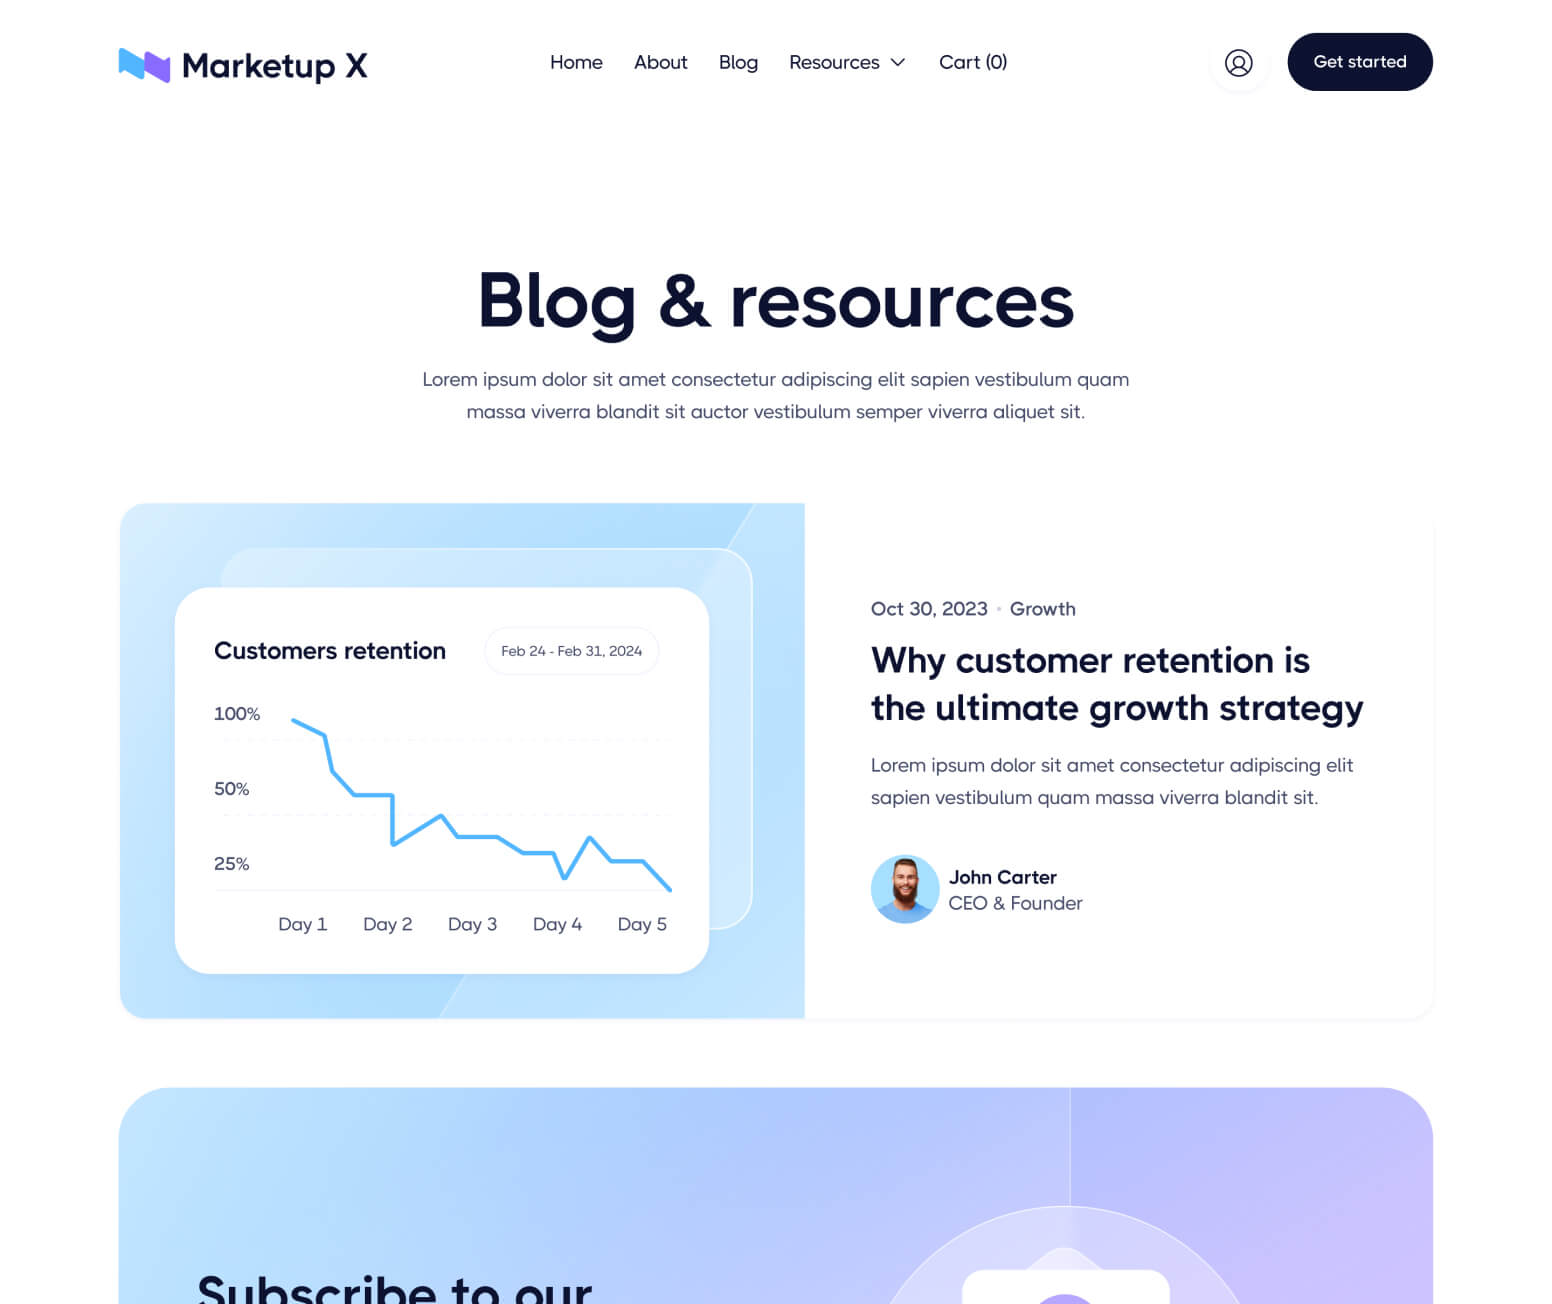 Marketup X
Home About Blog Resources Cart (0)
Get started
Blog & resources
Lorem ipsum dolor sit amet consectetur adipiscing elit sapien vestibulum quam
massa viverra blandit sit auctor vestibulum semper viverra aliquet sit.
Customers retention
Feb 24 - Feb 31, 2024
100%
50%
25%
Day 1 Day 2 Day 3 Day 4 Day 5
Oct 30, 2023 • Growth
Why customer retention is
the ultimate growth strategy
Lorem ipsum dolor sit amet consectetur adipiscing elit
sapien vestibulum quam massa viverra blandit sit.
John Carter
CEO & Founder
Subscribe to our